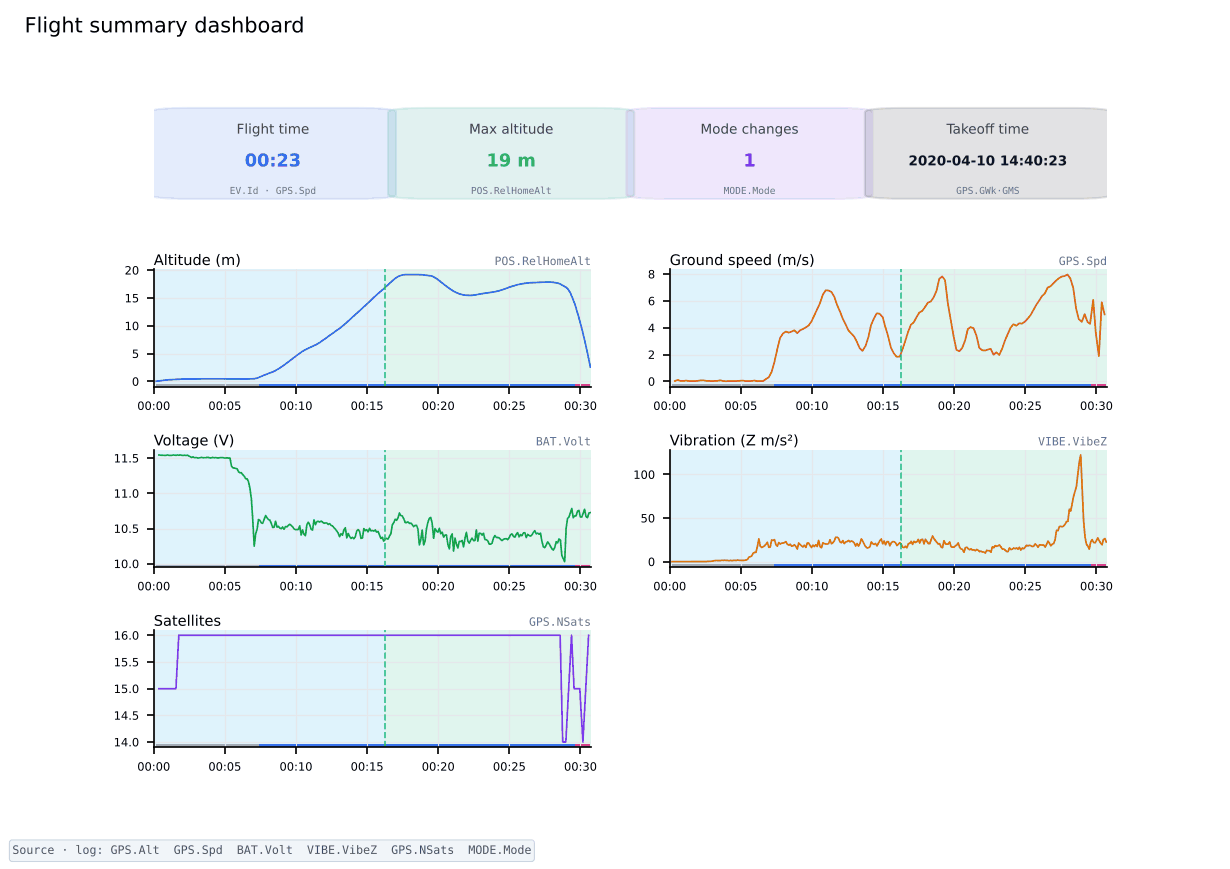 Flight summary dashboard
Flight time
00:23
EV.Id · GPS.Spd
Max altitude
19 m
POS.RelHomeAlt
Mode changes
1
MODE.Mode
Takeoff time
2020-04-10 14:40:23
GPS.GWk·GMS
Altitude (m) POS.RelHomeAlt
20
15
10
5
0
00:00 00:05 00:10 00:15 00:20 00:25 00:30
Ground speed (m/s) GPS.Spd
8
6
4
2
0
00:00 00:05 00:10 00:15 00:20 00:25 00:30
Voltage (V) BAT.Volt
11.5
11.0
10.5
10.0
00:00 00:05 00:10 00:15 00:20 00:25 00:30
Vibration (Z m/s²) VIBE.VibeZ
100
50
0
00:00 00:05 00:10 00:15 00:20 00:25 00:30
Satellites GPS.NSats
16.0
15.5
15.0
14.5
14.0
00:00 00:05 00:10 00:15 00:20 00:25 00:30
Source · log: GPS.Alt GPS.Spd BAT.Volt VIBE.VibeZ GPS.NSats MODE.Mode